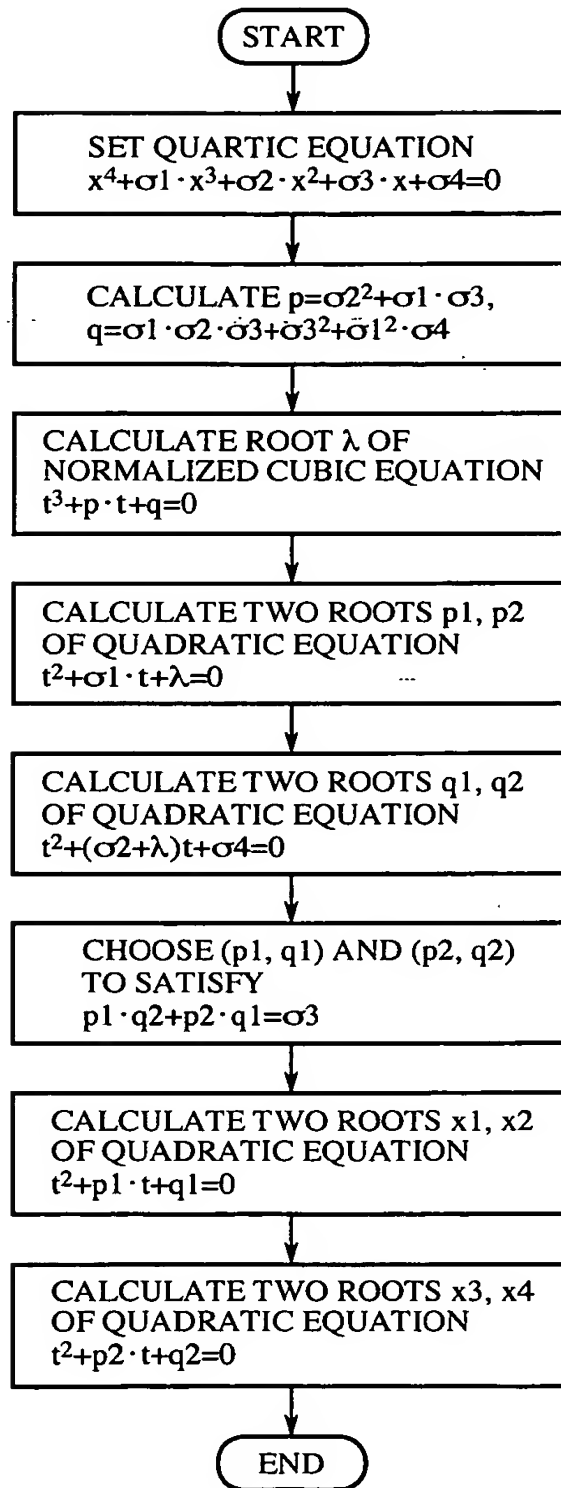 START
SET QUARTIC EQUATION
x⁴+σ1·x³+σ2·x²+σ3·x+σ4=0
CALCULATE p=σ2²+σ1·σ3,
q=σ1·σ2·σ3+σ3²+σ1²·σ4
CALCULATE ROOT λ OF
NORMALIZED CUBIC EQUATION
t³+p·t+q=0
CALCULATE TWO ROOTS p1, p2
OF QUADRATIC EQUATION
t²+σ1·t+λ=0
CALCULATE TWO ROOTS q1, q2
OF QUADRATIC EQUATION
t²+(σ2+λ)t+σ4=0
CHOOSE (p1, q1) AND (p2, q2)
TO SATISFY
p1·q2+p2·q1=σ3
CALCULATE TWO ROOTS x1, x2
OF QUADRATIC EQUATION
t²+p1·t+q1=0
CALCULATE TWO ROOTS x3, x4
OF QUADRATIC EQUATION
t²+p2·t+q2=0
END